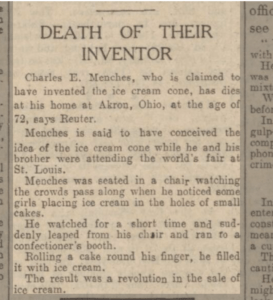 DEATH OF THEIR
INVENTOR
Charles E. Menches, who is claimed to
have invented the ice cream cone, has died
at his home at Akron, Ohio, at the age of
72, says Reuter.
Menches is said to have conceived the
idea of the ice cream cone while he and his
brother were attending the world's fair at
St. Louis.
Menches was seated in a chair watching
the crowds pass along when he noticed some
girls placing ice cream in the holes of small
cakes.
He watched for a short time and sud-
denly leaped from his chair and ran to a
confectioner's booth.
Rolling a cake round his finger, he filled
it with ice cream.
The result was a revolution in the sale of
ice cream.